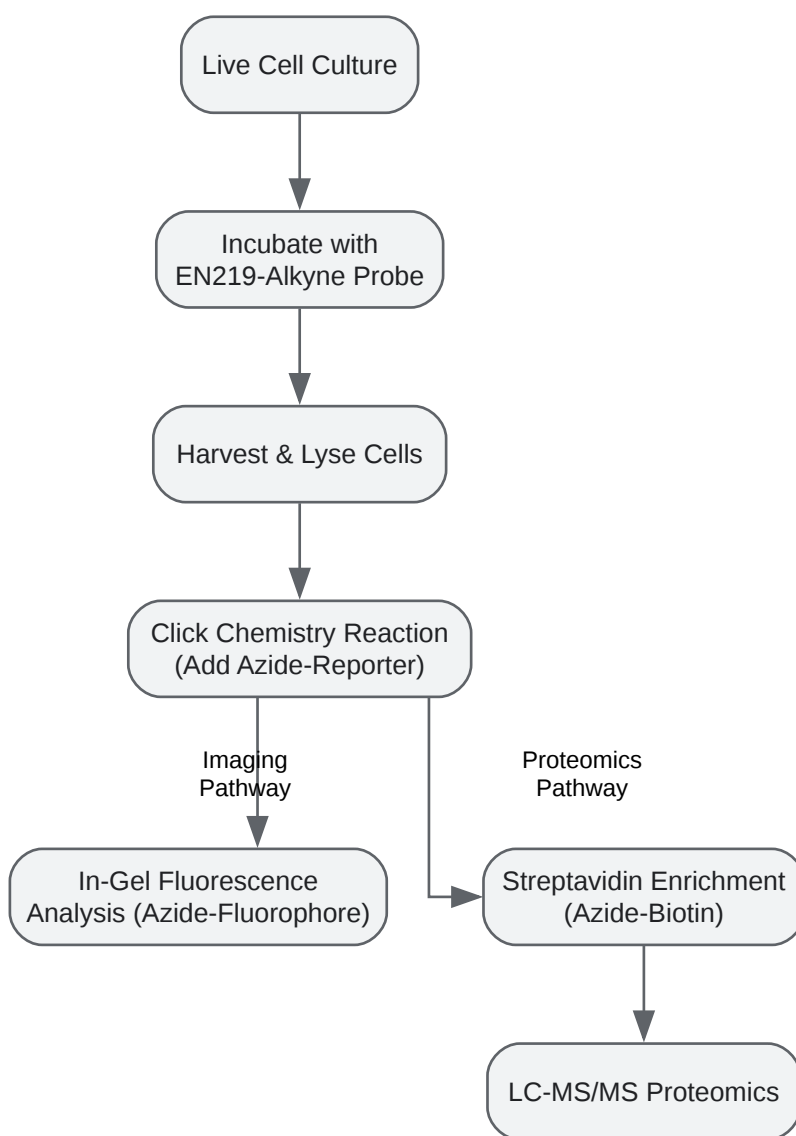 Live Cell Culture
Incubate with
EN219-Alkyne Probe
Harvest & Lyse Cells
Click Chemistry Reaction
(Add Azide-Reporter)
Imaging
Pathway
Proteomics
Pathway
In-Gel Fluorescence
Analysis (Azide-Fluorophore)
Streptavidin Enrichment
(Azide-Biotin)
LC-MS/MS Proteomics